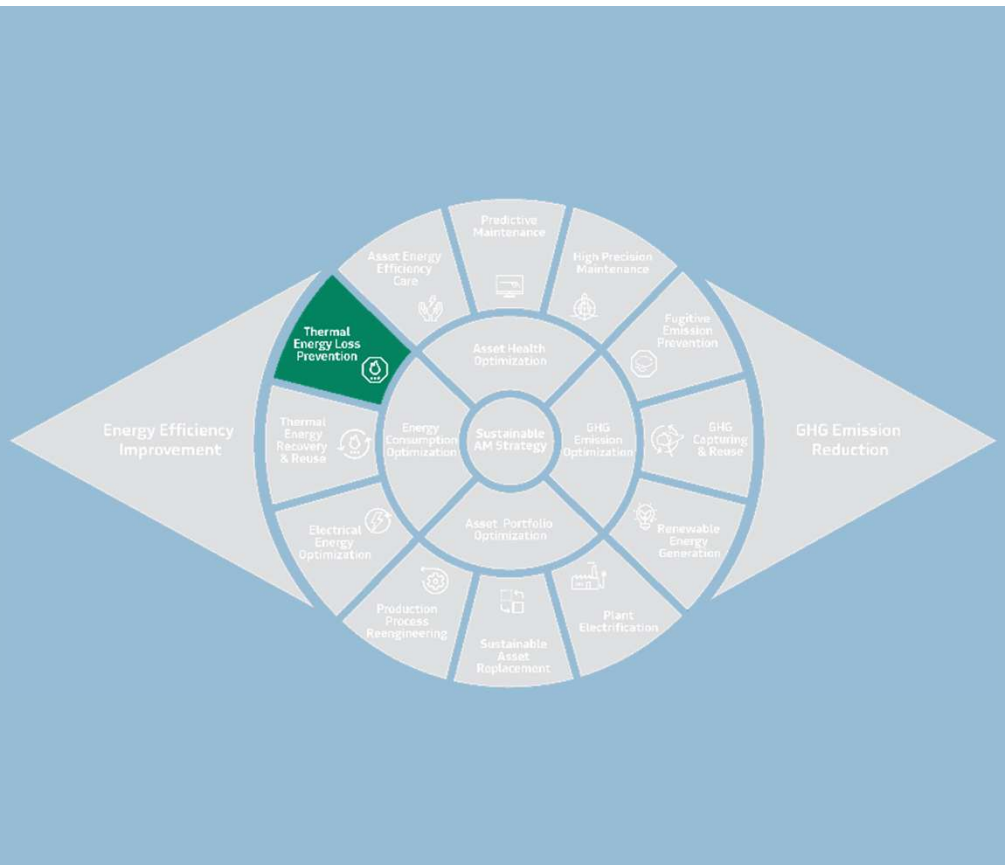 Predictive
Maintenance
Asset Energy
Efficiency
Care
High Precision
Maintenance
Thermal
Energy Loss
Prevention
Fugitive
Emission
Prevention
Asset Health
Optimization
Energy Efficiency
Improvement
Thermal
Energy
Recovery
& Reuse
Energy
Consumption
Optimization
Sustainable
AM Strategy
GHG
Emission
Optimization
GHG
Capturing
& Reuse
GHG Emission
Reduction
Electrical
Energy
Optimization
Asset Portfolio
Optimization
Renewable
Energy
Generation
Production
Process
Reengineering
Sustainable
Asset
Replacement
Plant
Electrification